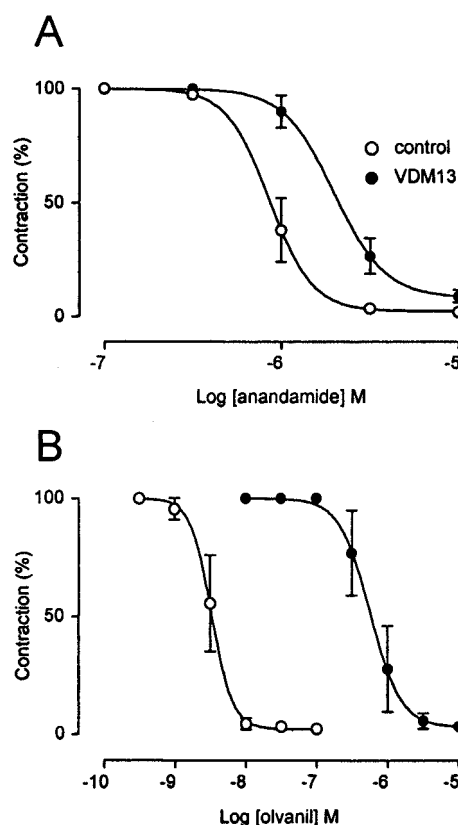 A
100
50
0
Contraction (%)
control
VDM13
-7
-6
-5
Log [anandamide] M
B
100
50
0
Contraction (%)
-10
-9
-8
-7
-6
-5
Log [olvanil] M